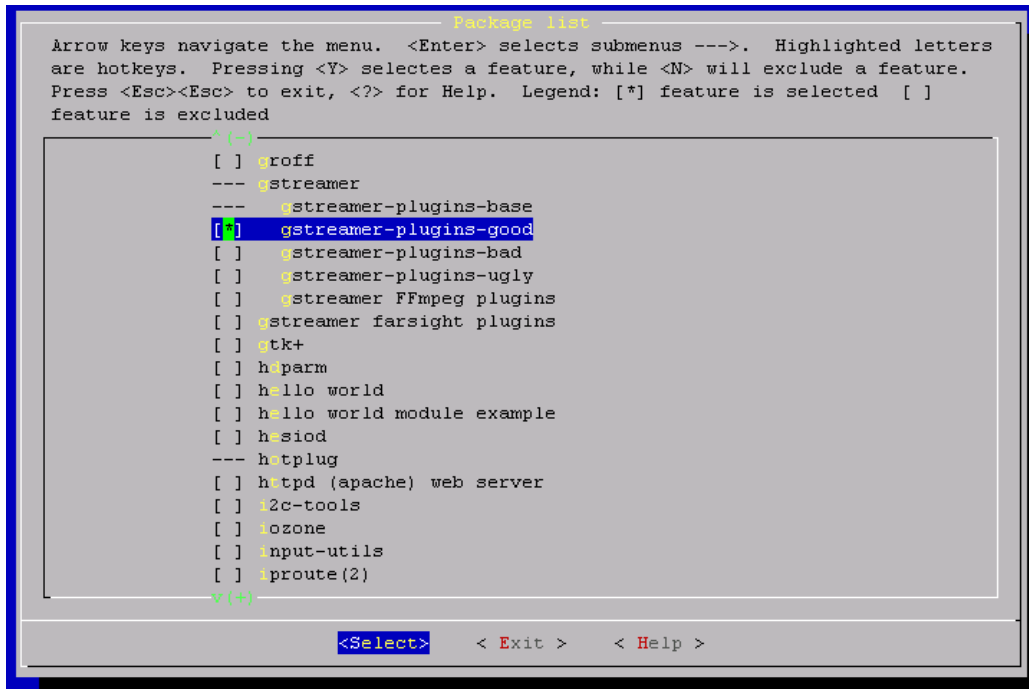 Package list
Arrow keys navigate the menu.  <Enter> selects submenus --->.  Highlighted letters
are hotkeys.  Pressing <Y> selectes a feature, while <N> will exclude a feature.
Press <Esc><Esc> to exit, <?> for Help.  Legend: [*] feature is selected  [ ]
feature is excluded
^(-)
[ ] groff
--- gstreamer
---   gstreamer-plugins-base
[*]   gstreamer-plugins-good
[ ]   gstreamer-plugins-bad
[ ]   gstreamer-plugins-ugly
[ ]   gstreamer FFmpeg plugins
[ ] gstreamer farsight plugins
[ ] gtk+
[ ] hdparm
[ ] hello world
[ ] hello world module example
[ ] hesiod
--- hotplug
[ ] httpd (apache) web server
[ ] i2c-tools
[ ] iozone
[ ] input-utils
[ ] iproute(2)
v(+)
<Select>    < Exit >    < Help >